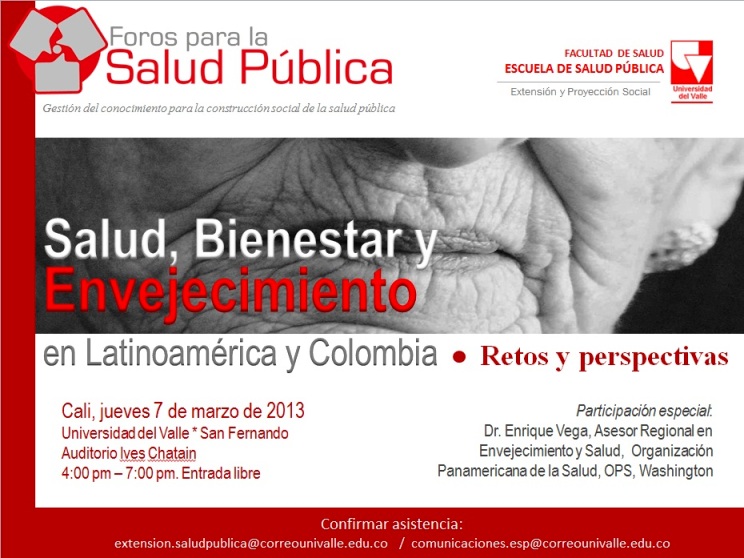 Foros para la
Salud Pública
Gestión del conocimiento para la construcción social de la salud pública
FACULTAD DE SALUD
ESCUELA DE SALUD PÚBLICA
Extensión y Proyección Social
Universidad
del Valle
Salud, Bienestar y
Envejecimiento
en Latinoamérica y Colombia ● Retos y perspectivas
Cali, jueves 7 de marzo de 2013
Universidad del Valle * San Fernando
Auditorio Ives Chatain
4:00 pm – 7:00 pm. Entrada libre
Participación especial:
Dr. Enrique Vega, Asesor Regional en
Envejecimiento y Salud, Organización
Panamericana de la Salud, OPS, Washington
Confirmar asistencia:
extension.saludpublica@correounivalle.edu.co / comunicaciones.esp@correounivalle.edu.co